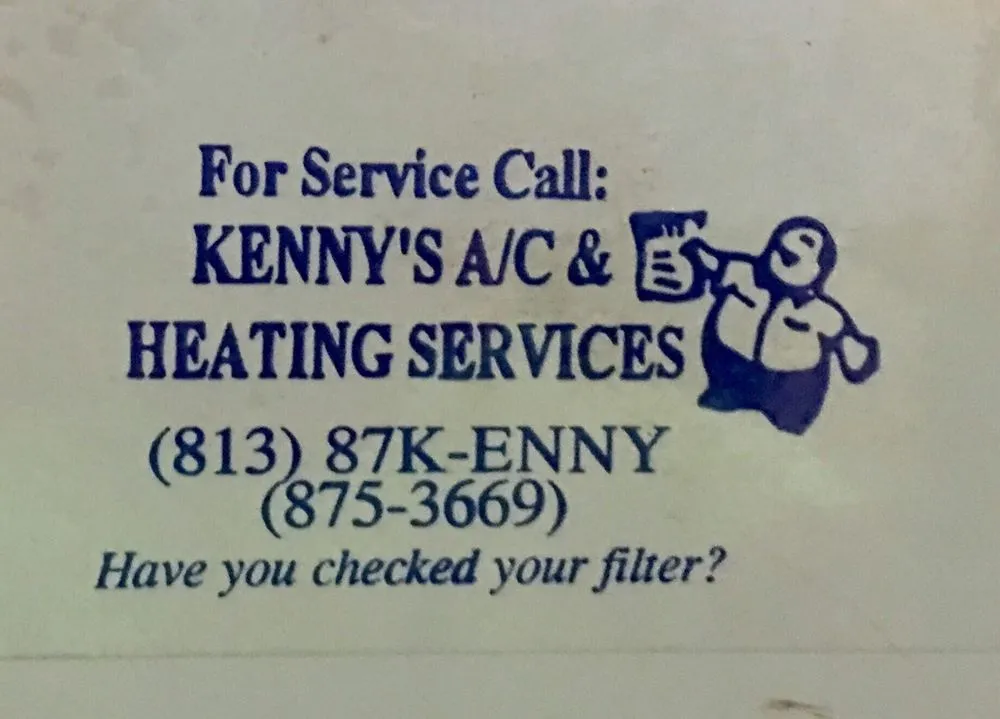 For Service Call:
KENNY'S A/C &
HEATING SERVICES
(813) 87K-ENNY
(875-3669)
Have you checked your filter?